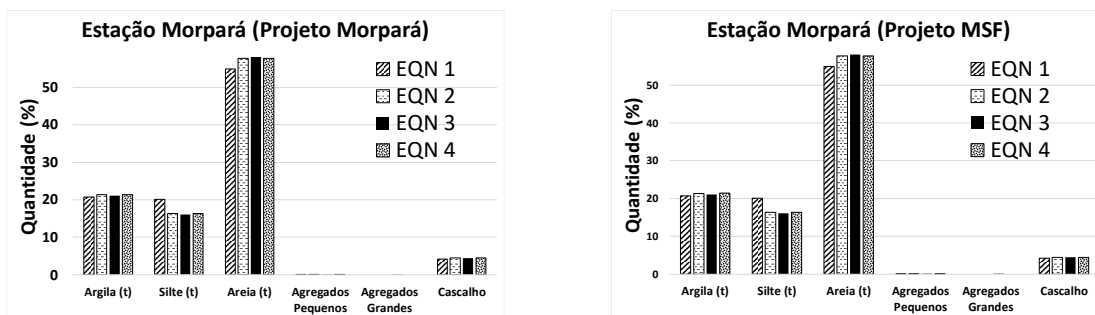 Estação Morpará (Projeto Morpará)
EQN 1
EQN 2
EQN 3
EQN 4
Quantidade (%)
50
40
30
20
10
0
Argila (t)
Silte (t)
Areia (t)
Agregados
Pequenos
Agregados
Grandes
Cascalho
Estação Morpará (Projeto MSF)
EQN 1
EQN 2
EQN 3
EQN 4
Quantidade (%)
50
40
30
20
10
0
Argila (t)
Silte (t)
Areia (t)
Agregados
Pequenos
Agregados
Grandes
Cascalho